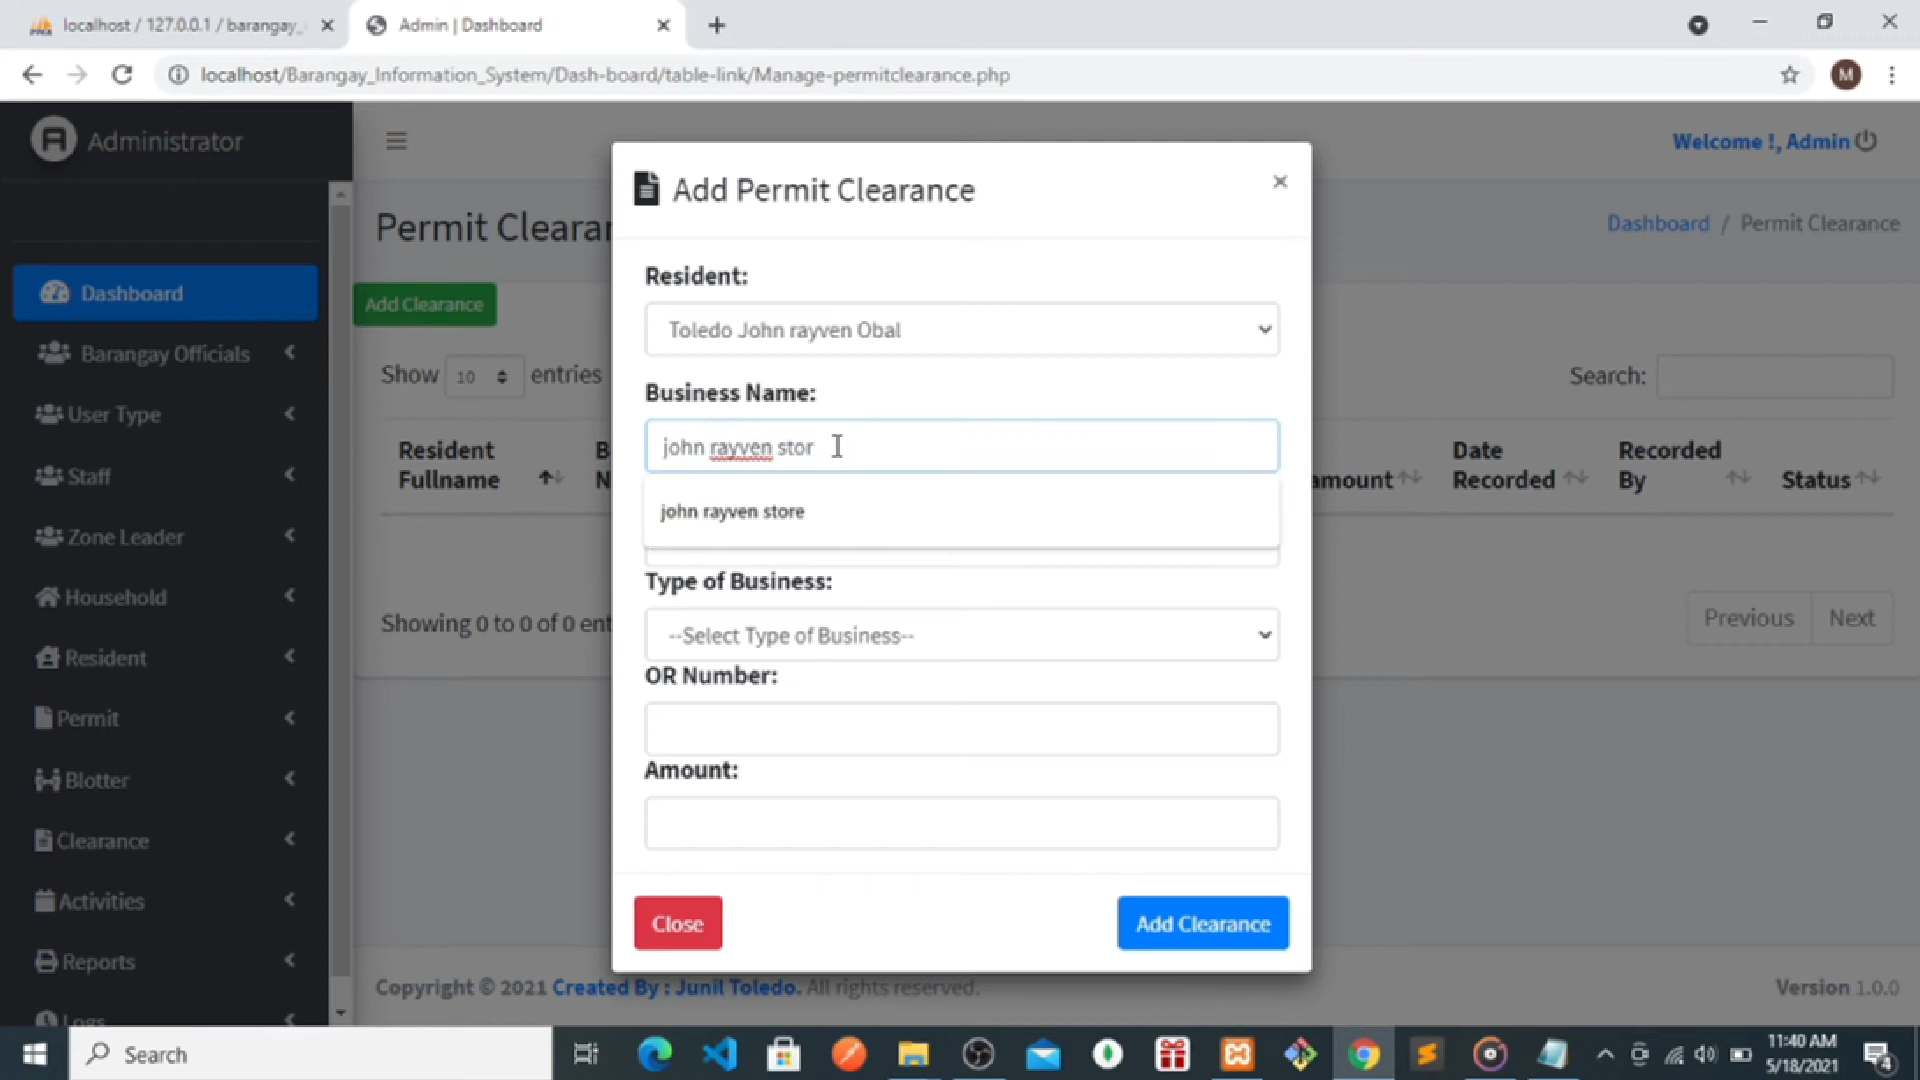 localhost / 127.0.0.1 / barangay_
Admin | Dashboard
localhost/Barangay_Information_System/Dash-board/table-link/Manage-permitclearance.php
M
Administrator
Welcome !, Admin
Permit Clearan
Dashboard / Permit Clearance
Add Clearance
Show 10 entries
Search:
Resident Fullname
B
N
amount
Date Recorded
Recorded By
Status
Showing 0 to 0 of 0 ent
Previous
Next
Dashboard
Barangay Officials
User Type
Staff
Zone Leader
Household
Resident
Permit
Blotter
Clearance
Activities
Reports
Logs
Add Permit Clearance
×
Resident:
Toledo John rayven Obal
Business Name:
john rayven stor
john rayven store
Type of Business:
--Select Type of Business--
OR Number:
Amount:
Close
Add Clearance
Copyright © 2021 Created By : Junil Toledo. All rights reserved.
Version 1.0.0
Search
11:40 AM
5/18/2021
4